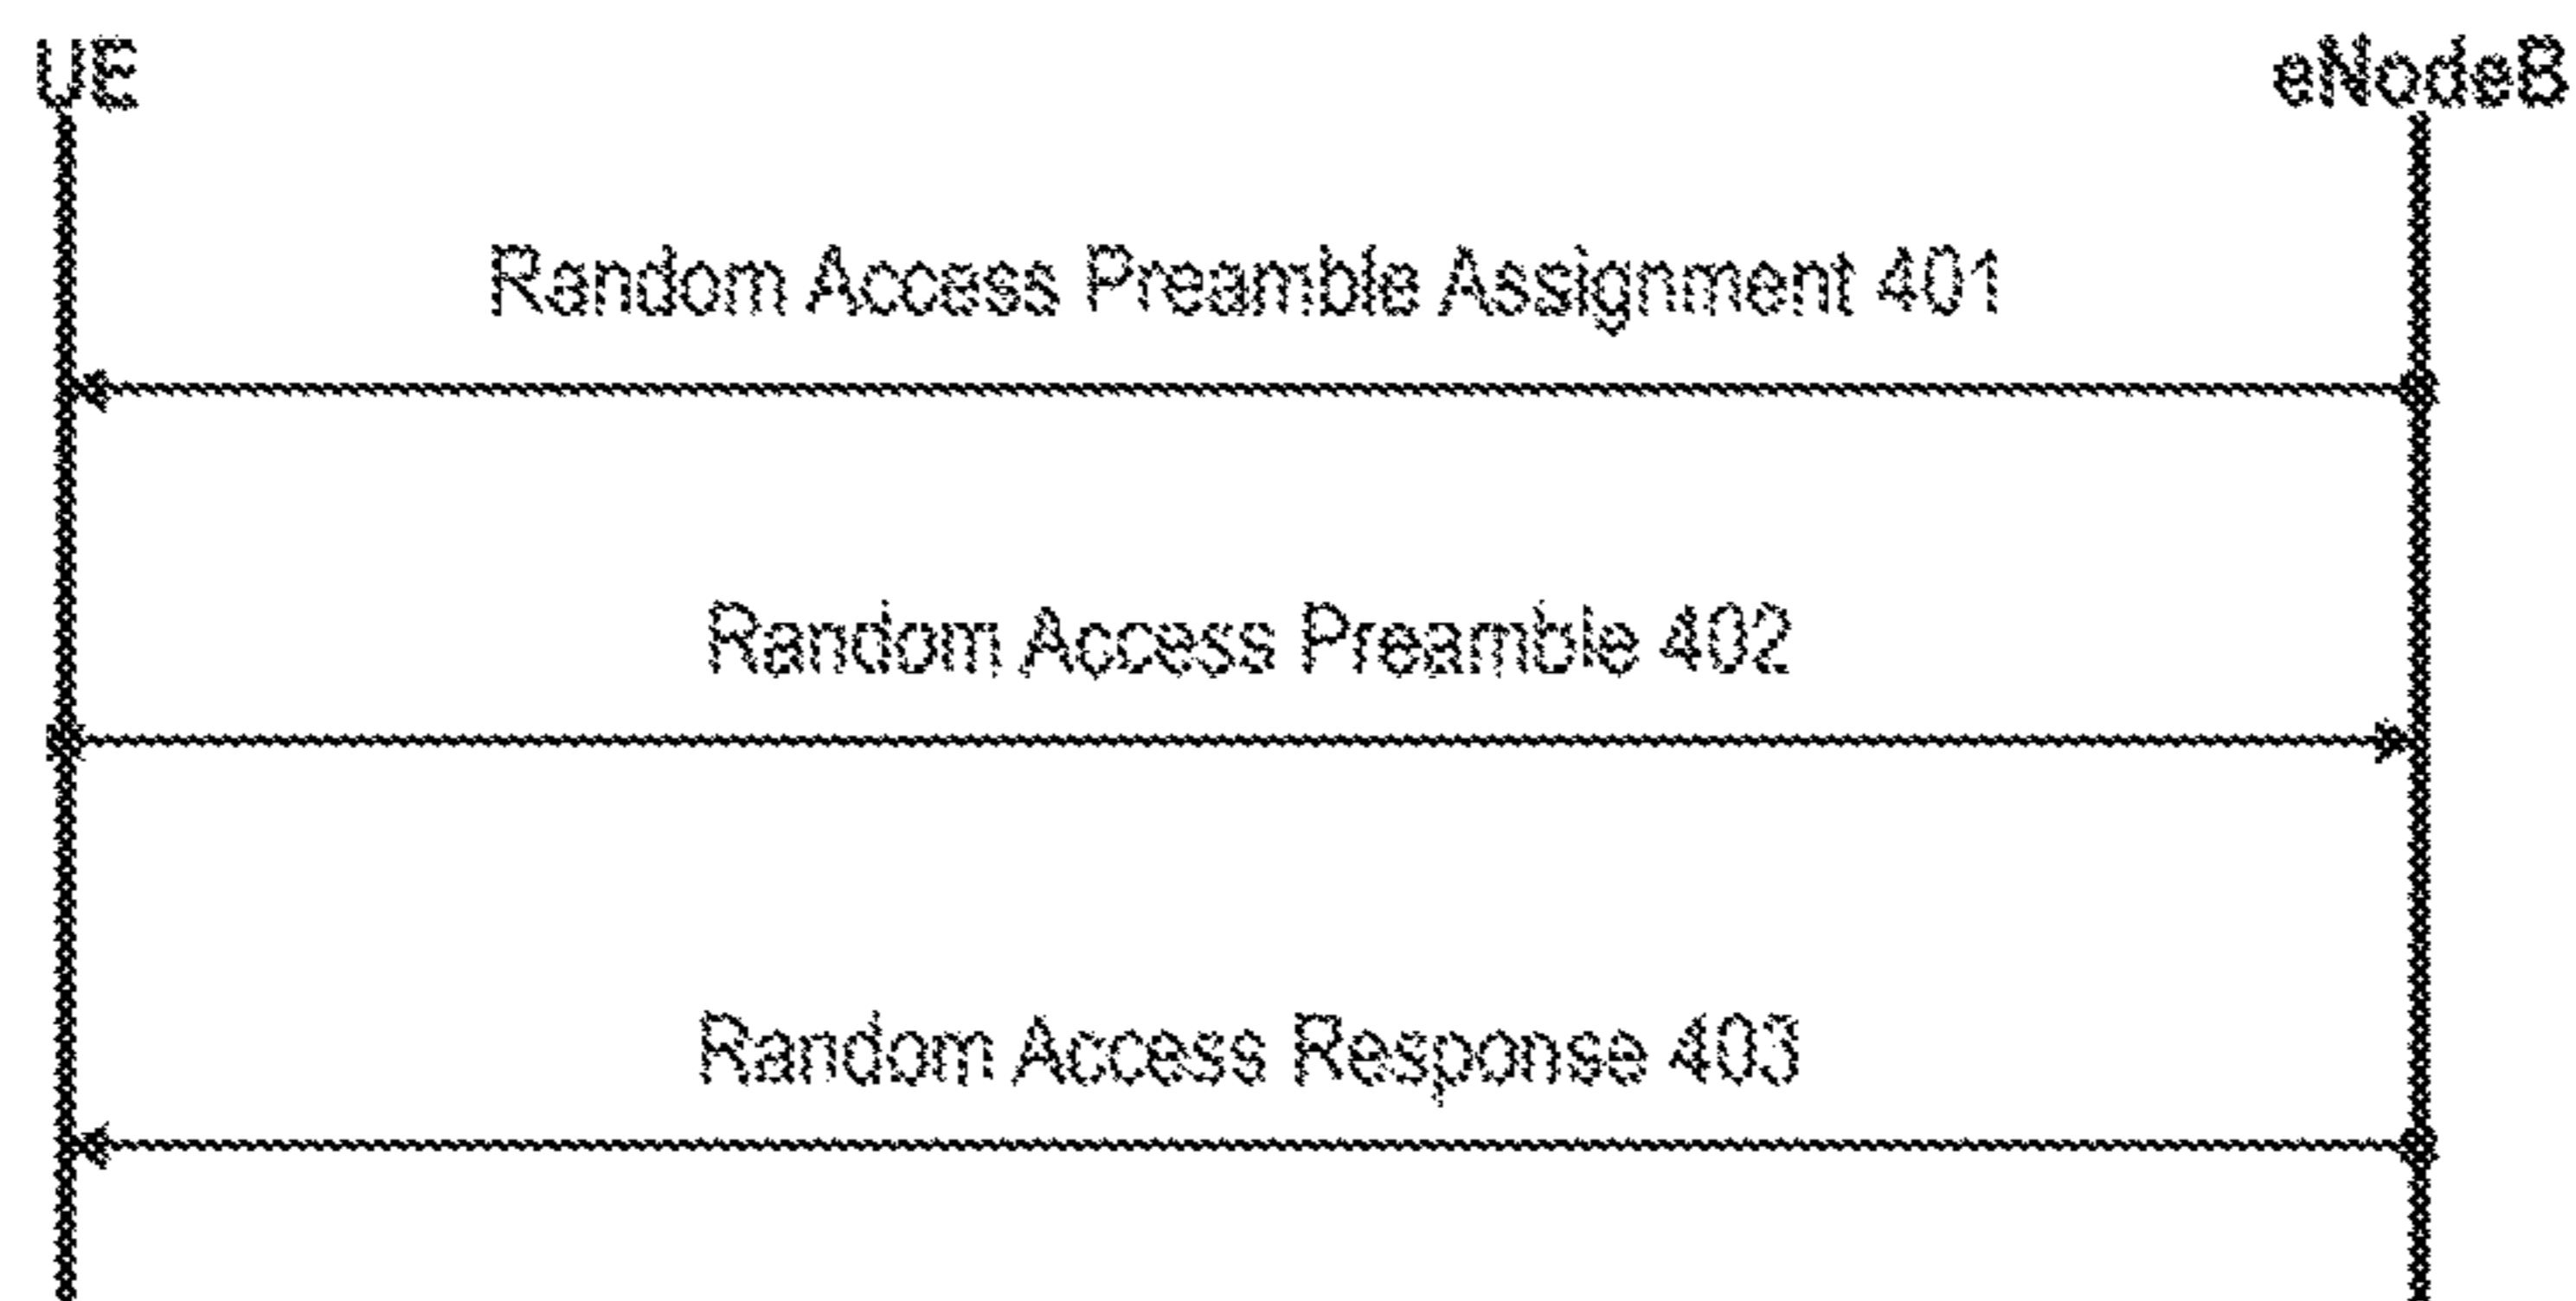 UE
eNodeB
Random Access Preamble Assignment 401
Random Access Preamble 402
Random Access Response 403